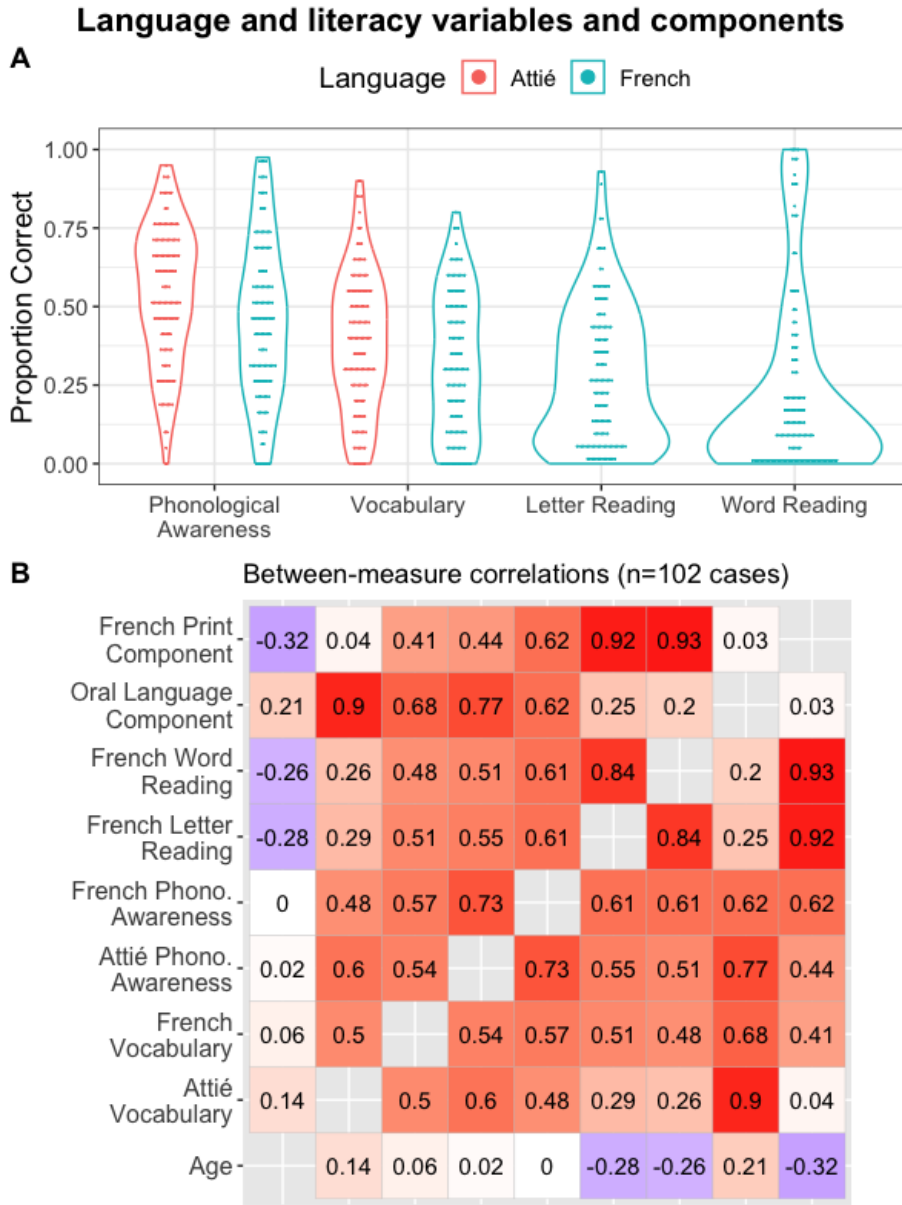 Language and literacy variables and components
A
Language Attié French
1.00
0.75
0.50
0.25
0.00
Proportion Correct
Phonological
Awareness
Vocabulary
Letter Reading
Word Reading
B
Between-measure correlations (n=102 cases)
French Print
Component
-0.32 0.04 0.41 0.44 0.62 0.92 0.93 0.03
Oral Language
Component
0.21 0.9 0.68 0.77 0.62 0.25 0.2 0.03
French Word
Reading
-0.26 0.26 0.48 0.51 0.61 0.84 0.2 0.93
French Letter
Reading
-0.28 0.29 0.51 0.55 0.61 0.84 0.25 0.92
French Phono.
Awareness
0 0.48 0.57 0.73 0.61 0.61 0.62 0.62
Attié Phono.
Awareness
0.02 0.6 0.54 0.73 0.55 0.51 0.77 0.44
French
Vocabulary
0.06 0.5 0.54 0.57 0.51 0.48 0.68 0.41
Attié
Vocabulary
0.14 0.5 0.6 0.48 0.29 0.26 0.9 0.04
Age
0.14 0.06 0.02 0 -0.28 -0.26 0.21 -0.32